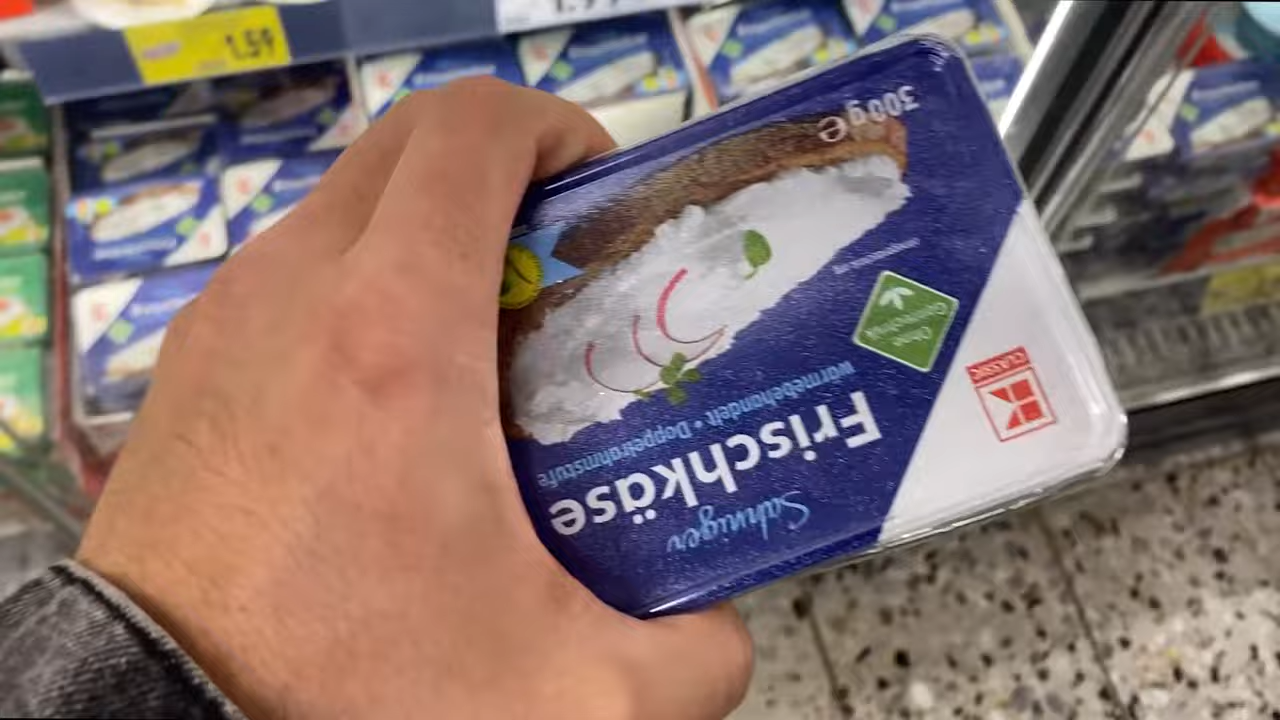 1.59
300g e
Ohne
Gentechnik
CLASSIC
Sahniger
Frischkäse
wärmebehandelt • Doppelrahmstufe